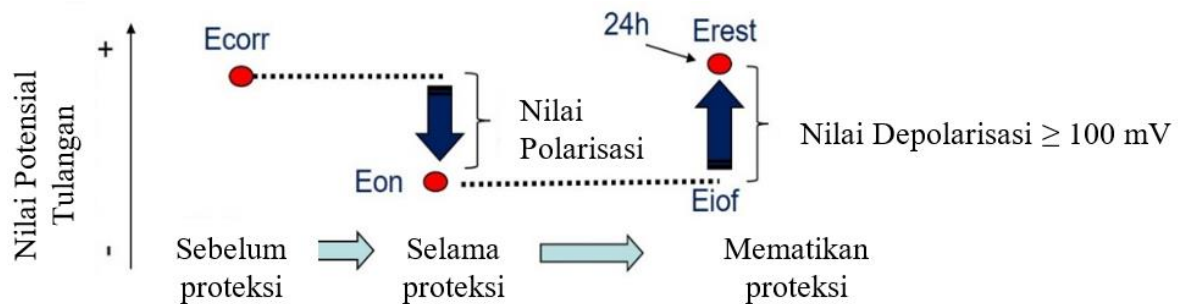 24h
Erest
Ecorr
+
Nilai Potensial
Tulangan
-
Nilai
Polarisasi
Nilai Depolarisasi ≥ 100 mV
Eon
Eiof
Sebelum
proteksi
Selama
proteksi
Mematikan
proteksi